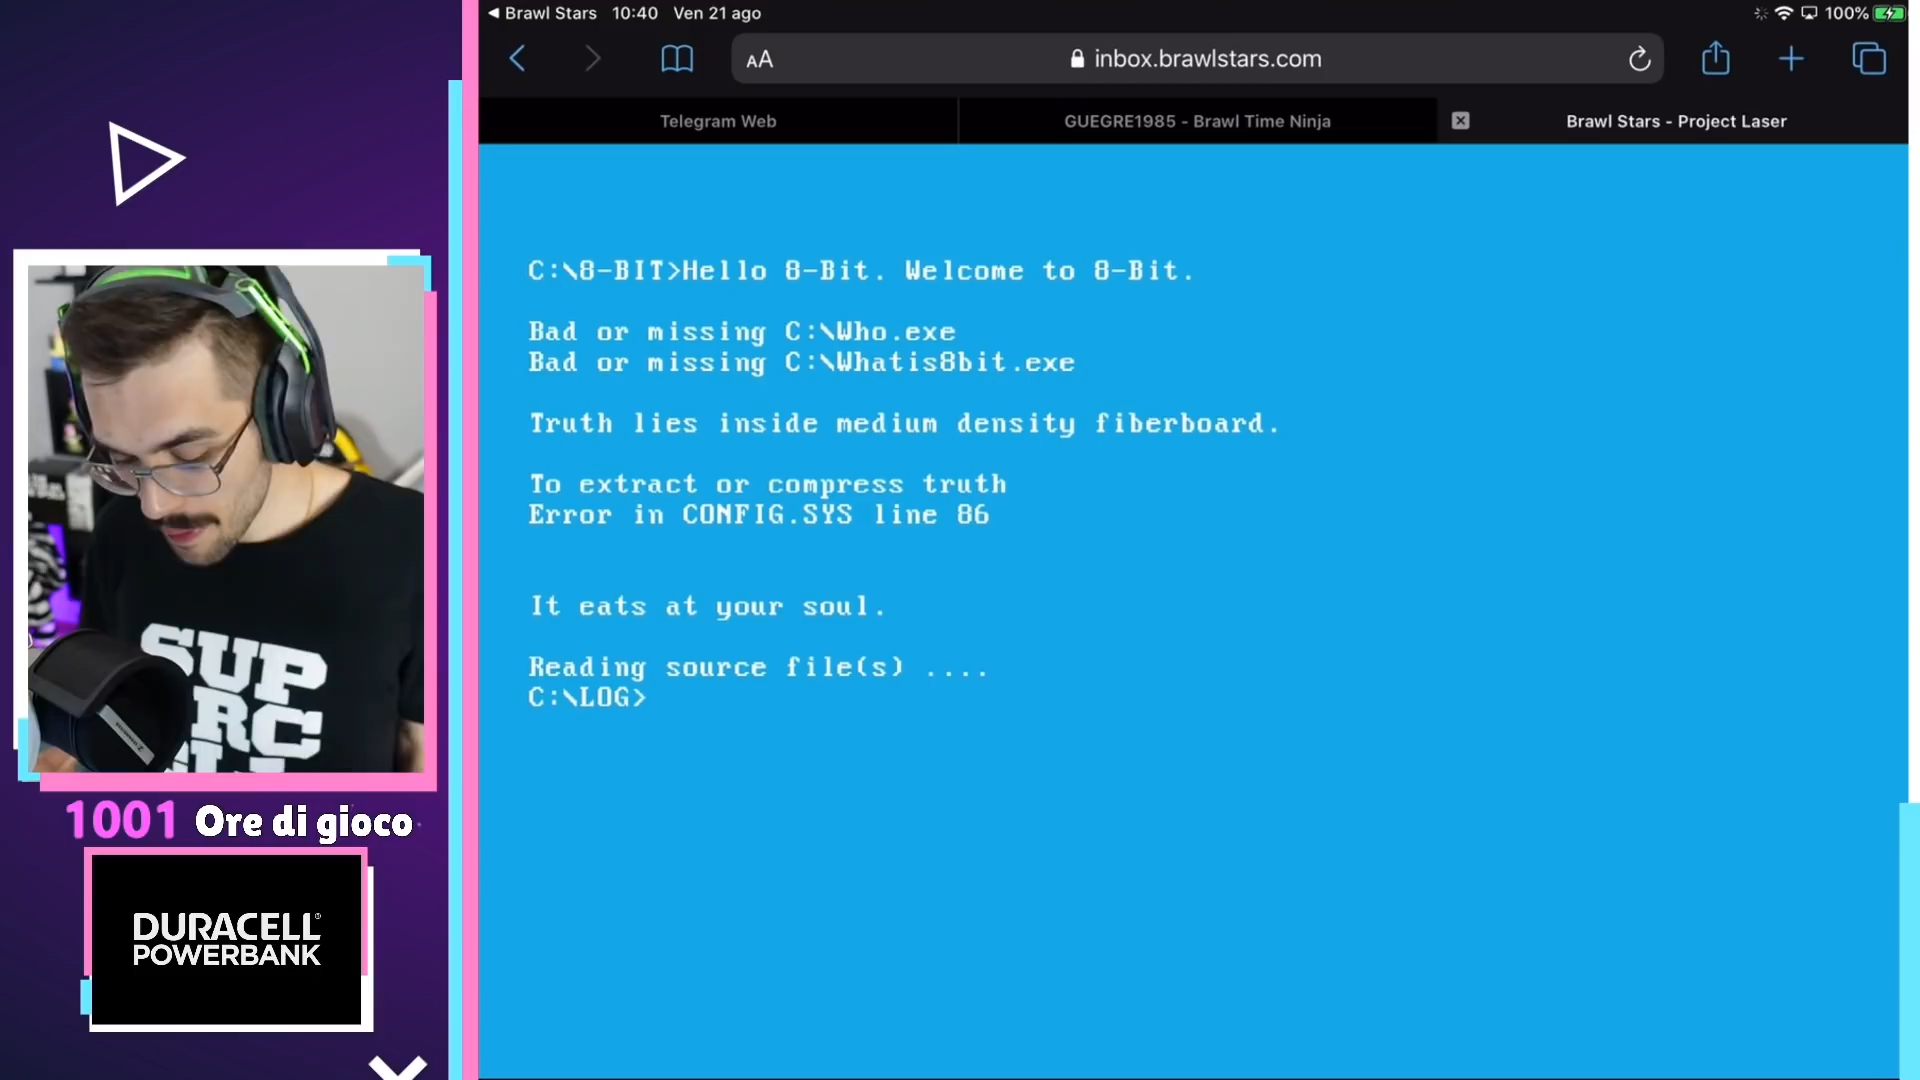 ◀ Brawl Stars 10:40 Ven 21 ago
100%
AA
inbox.brawlstars.com
Telegram Web
GUEGRE1985 - Brawl Time Ninja
Brawl Stars - Project Laser
C:\8-BIT>Hello 8-Bit. Welcome to 8-Bit.
Bad or missing C:\Who.exe
Bad or missing C:\Whatis8bit.exe
Truth lies inside medium density fiberboard.
To extract or compress truth
Error in CONFIG.SYS line 86
It eats at your soul.
Reading source file(s) ....
C:\LOG>
SUP
RC
1001 Ore di gioco
DURACELL®
POWERBANK